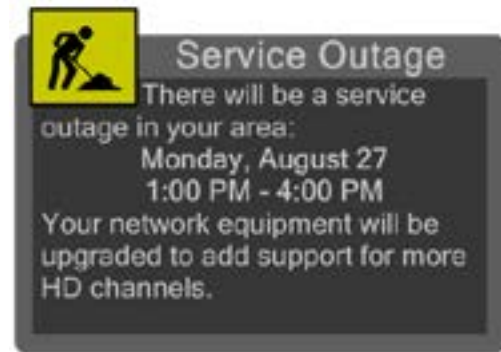 Service Outage
There will be a service
outage in your area:
Monday, August 27
1:00 PM - 4:00 PM
Your network equipment will be
upgraded to add support for more
HD channels.